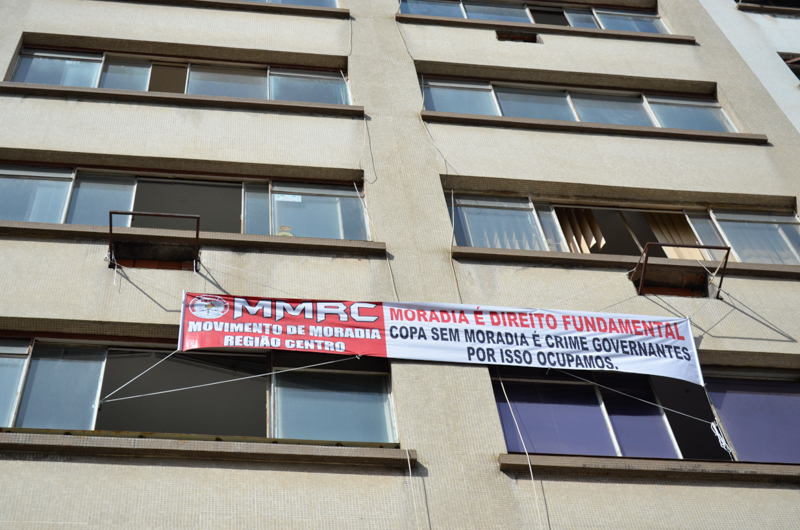 MMRC
MOVIMENTO DE MORADIA
REGIÃO CENTRO
MORADIA É DIREITO FUNDAMENTAL
COPA SEM MORADIA É CRIME GOVERNANTES
POR ISSO OCUPAMOS.